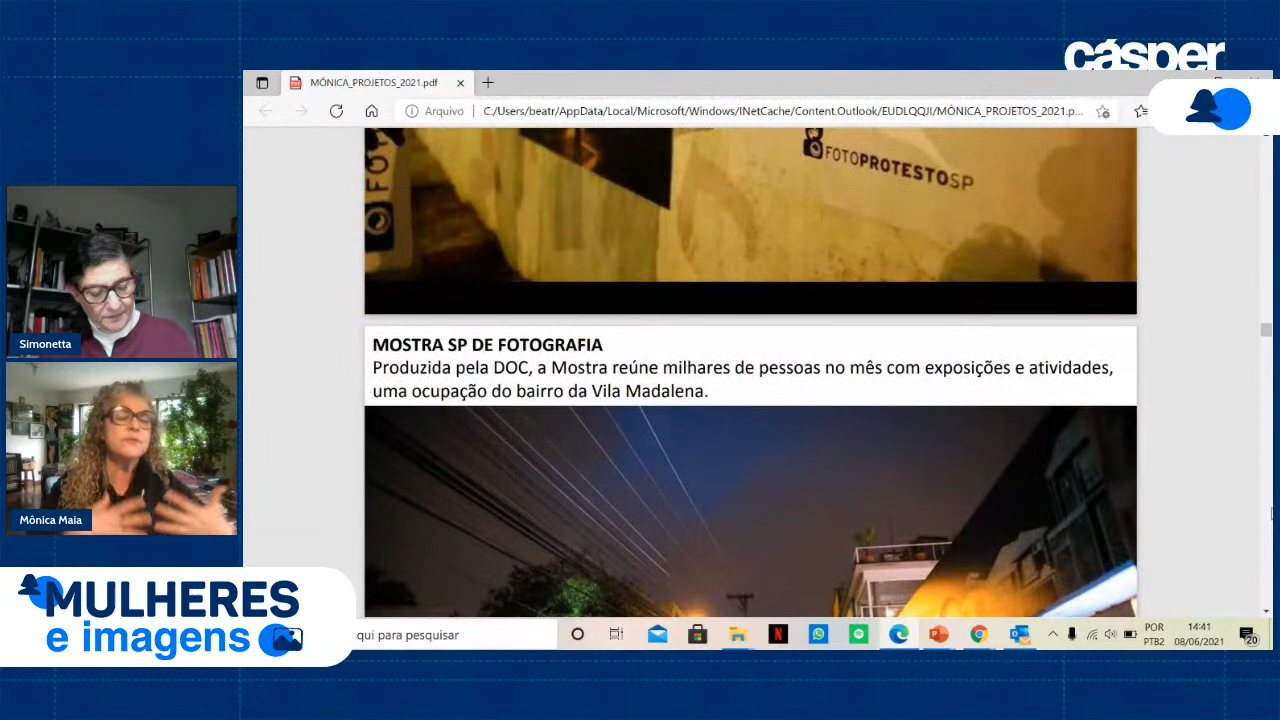 cásper
MÔNICA_PROJETOS_2021.pdf
Arquivo
C:/Users/beatr/AppData/Local/Microsoft/Windows/INetCache/Content.Outlook/EUDLQQJI/MÔNICA_PROJETOS_2021.p...
FOTO
FOTOPROTESTOSP
MOSTRA SP DE FOTOGRAFIA
Produzida pela DOC, a Mostra reúne milhares de pessoas no mês com exposições e atividades,
uma ocupação do bairro da Vila Madalena.
Simonetta
Mônica Maia
MULHERES
e imagens
qui para pesquisar
POR
PTB2
14:41
08/06/2021
20